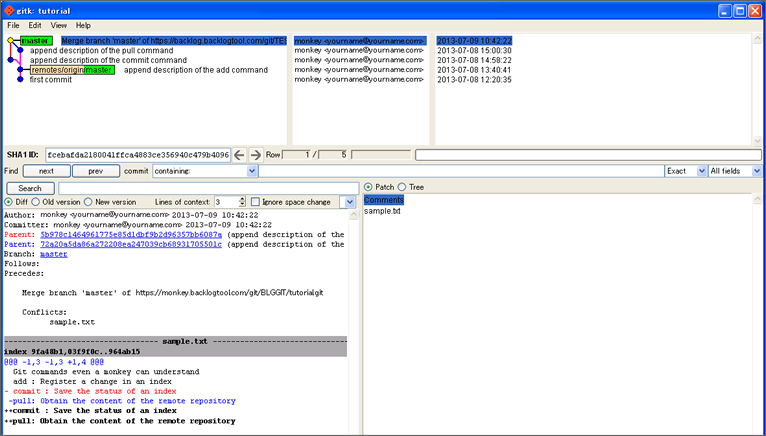 gitk: tutorial
File Edit View Help
master Merge branch 'master' of https://backlog.backlogtool.com/git/TES monkey <yourname@yourname.com> 2013-07-09 10:42:22
append description of the pull command monkey <yourname@yourname.com> 2013-07-08 15:00:30
append description of the commit command monkey <yourname@yourname.com> 2013-07-08 14:58:22
remotes/origin/master append description of the add command monkey <yourname@yourname.com> 2013-07-08 13:40:41
first commit monkey <yourname@yourname.com> 2013-07-08 12:20:35
SHA1 ID: fcebafda2180041ffca4883ce356940c479b4096 Row 1 / 5
Find next prev commit containing: Exact All fields
Search
Diff Old version New version Lines of context: 3 Ignore space change
Patch Tree
Author: monkey <yourname@yourname.com> 2013-07-09 10:42:22
Committer: monkey <yourname@yourname.com> 2013-07-09 10:42:22
Parent: 5b978c1464961775e85d1dbf9b2d96357bb6087a (append description of the
Parent: 72a20a5da86a272208ea247039cb68931705501c (append description of the
Branch: master
Follows:
Precedes:
Merge branch 'master' of https://monkey.backlogtool.com/git/BLGGIT/tutorial.git
Conflicts:
sample.txt
sample.txt
index 9fa48b1,03f9f0c..964ab15
@@@ -1,3 -1,3 +1,4 @@@
Git commands even a monkey can understand
add : Register a change in an index
- commit : Save the status of an index
-pull: Obtain the content of the remote repository
++commit : Save the status of an index
++pull: Obtain the content of the remote repository
Comments
sample.txt